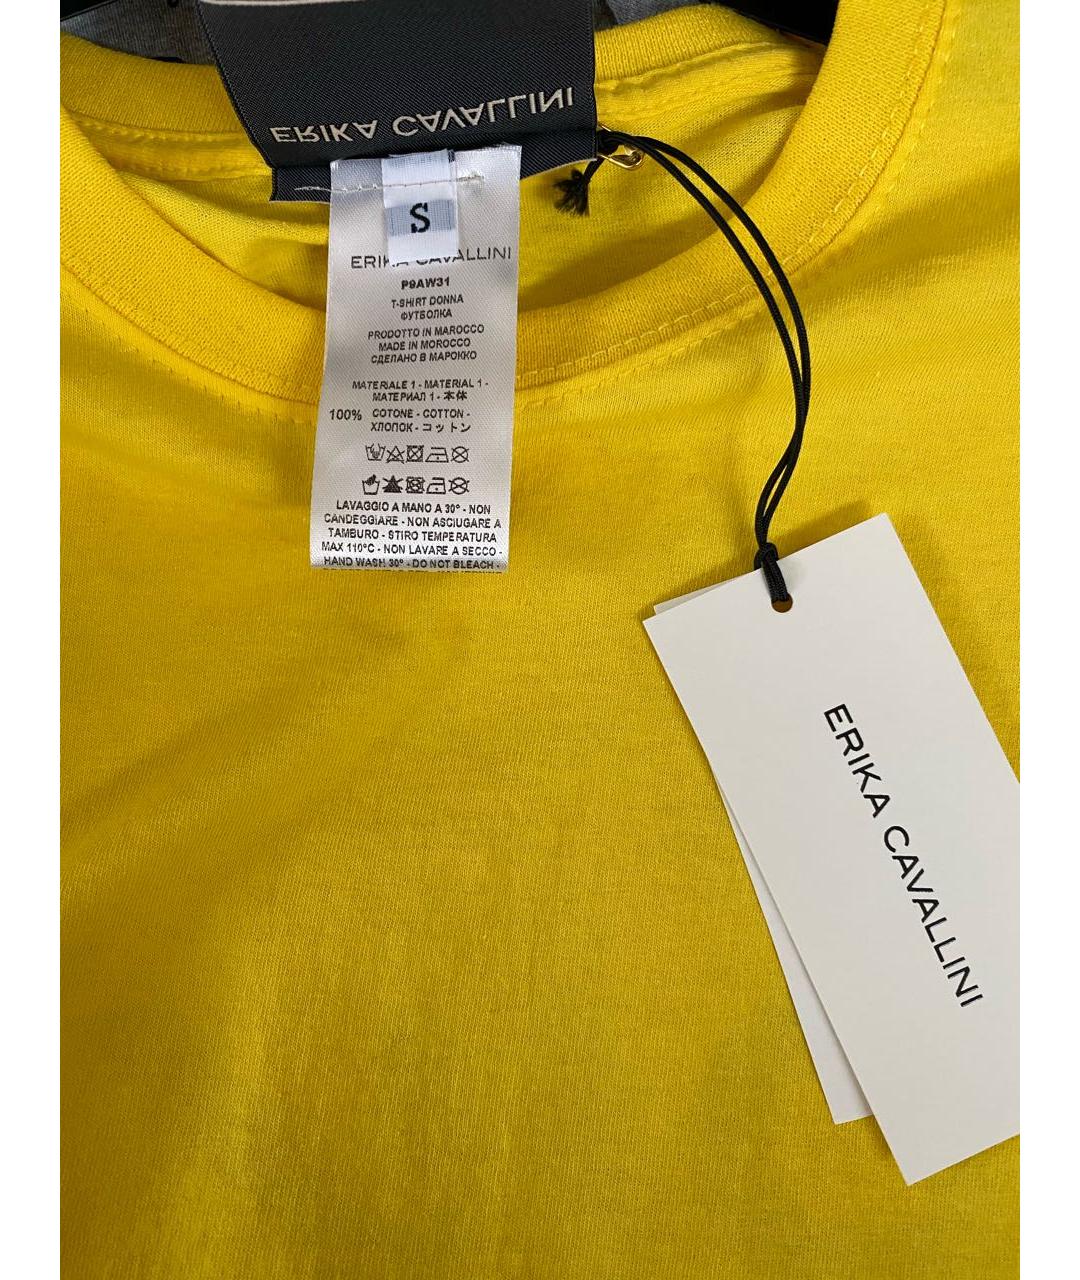 ERIKA CAVALLINI
S
ERIKA CAVALLINI
P9AW31
T-SHIRT DONNA
ФУТБОЛКА
PRODOTTO IN MAROCCO
MADE IN MOROCCO
СДЕЛАНО В МАРОККО
MATERIALE 1 - MATERIAL 1 -
МАТЕРИАЛ 1 - 本体
100% COTONE - COTTON -
ХЛОПОК - コットン
LAVAGGIO A MANO A 30° - NON
CANDEGGIARE - NON ASCIUGARE A
TAMBURO - STIRO TEMPERATURA
MAX 110°C - NON LAVARE A SECCO -
HAND WASH 30° - DO NOT BLEACH -
ERIKA CAVALLINI